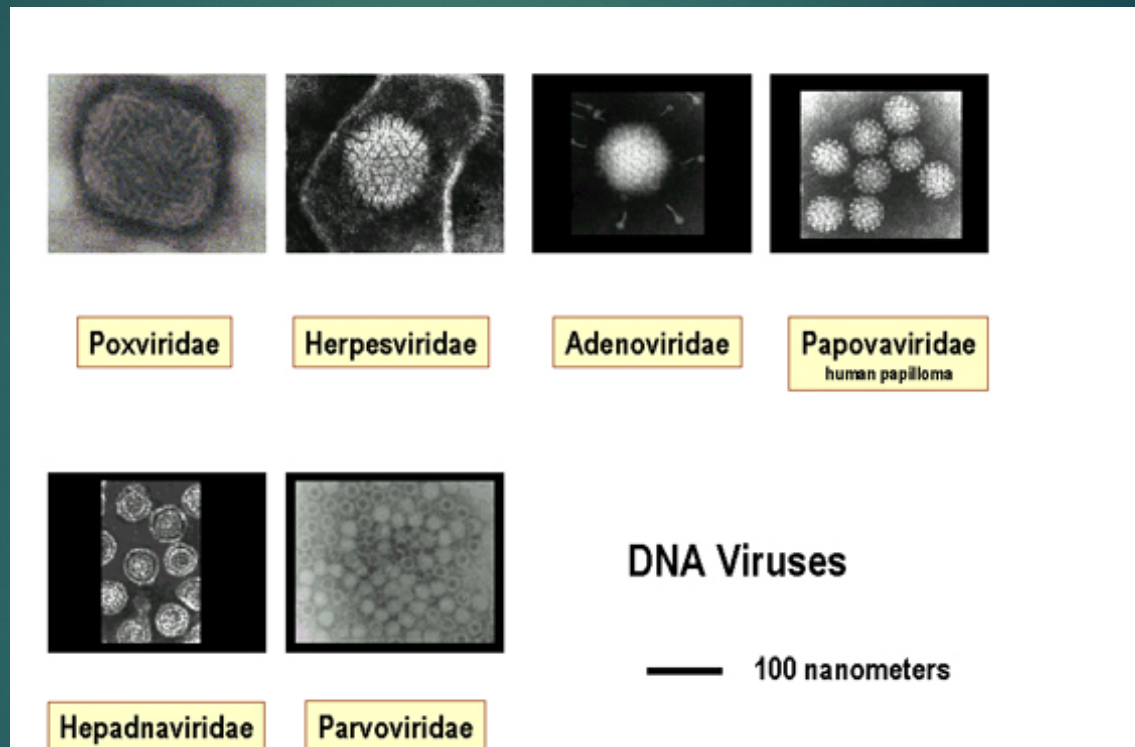 Poxviridae
Herpesviridae
Adenoviridae
Papovaviridae
human papilloma
Hepadnaviridae
Parvoviridae
DNA Viruses
100 nanometers